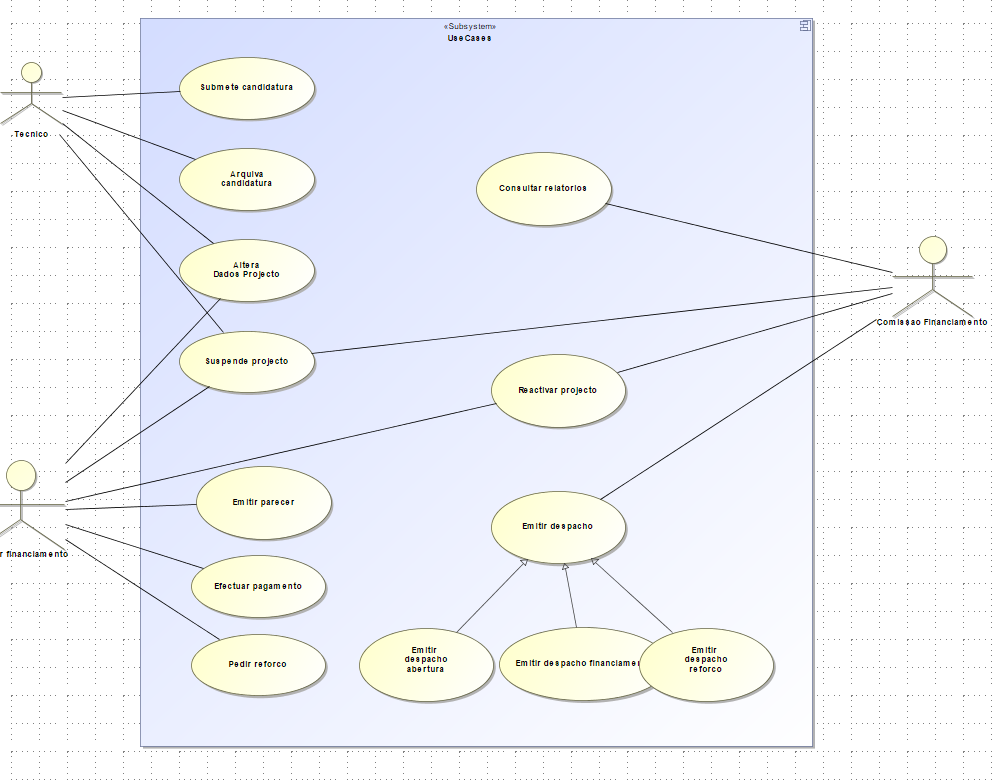 «Subsystem»
UseCases
Submete candidatura
Tecnico
Arquiva
candidatura
Consultar relatorios
Altera
Dados Projecto
Comissao Financiamento
Suspende projecto
Reactivar projecto
Emitir parecer
Emitir despacho
r financiamento
Efectuar pagamento
Emitir
despacho
abertura
Emitir despacho financiamen
Emitir
despacho
reforco
Pedir reforco